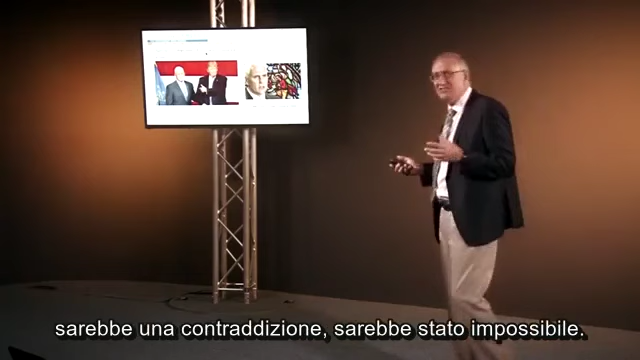 sarebbe una contraddizione, sarebbe stato impossibile.